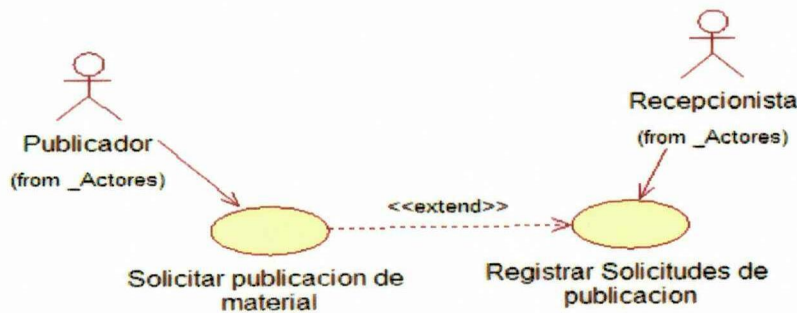 Publicador
(from _Actores)
Recepcionista
(from _Actores)
<<extend>>
Solicitar publicacion de
material
Registrar Solicitudes de
publicacion